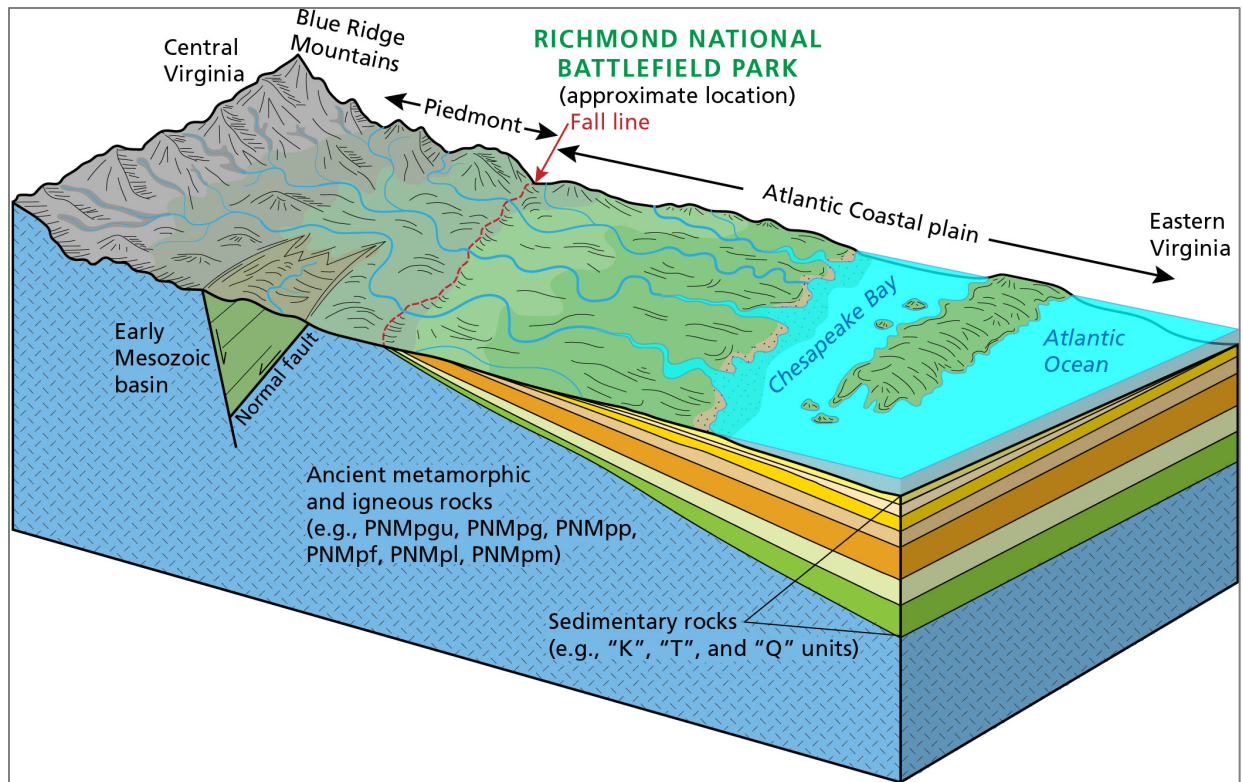 Central
Virginia
Blue Ridge
Mountains
RICHMOND NATIONAL
BATTLEFIELD PARK
(approximate location)
Fall line
Piedmont
Atlantic Coastal plain
Eastern
Virginia
Chesapeake Bay
Atlantic
Ocean
Early
Mesozoic
basin
Normal fault
Ancient metamorphic
and igneous rocks
(e.g., PNMpgu, PNMpg, PNMpp,
PNMpf, PNMpl, PNMpm)
Sedimentary rocks
(e.g., “K”, “T”, and “Q” units)